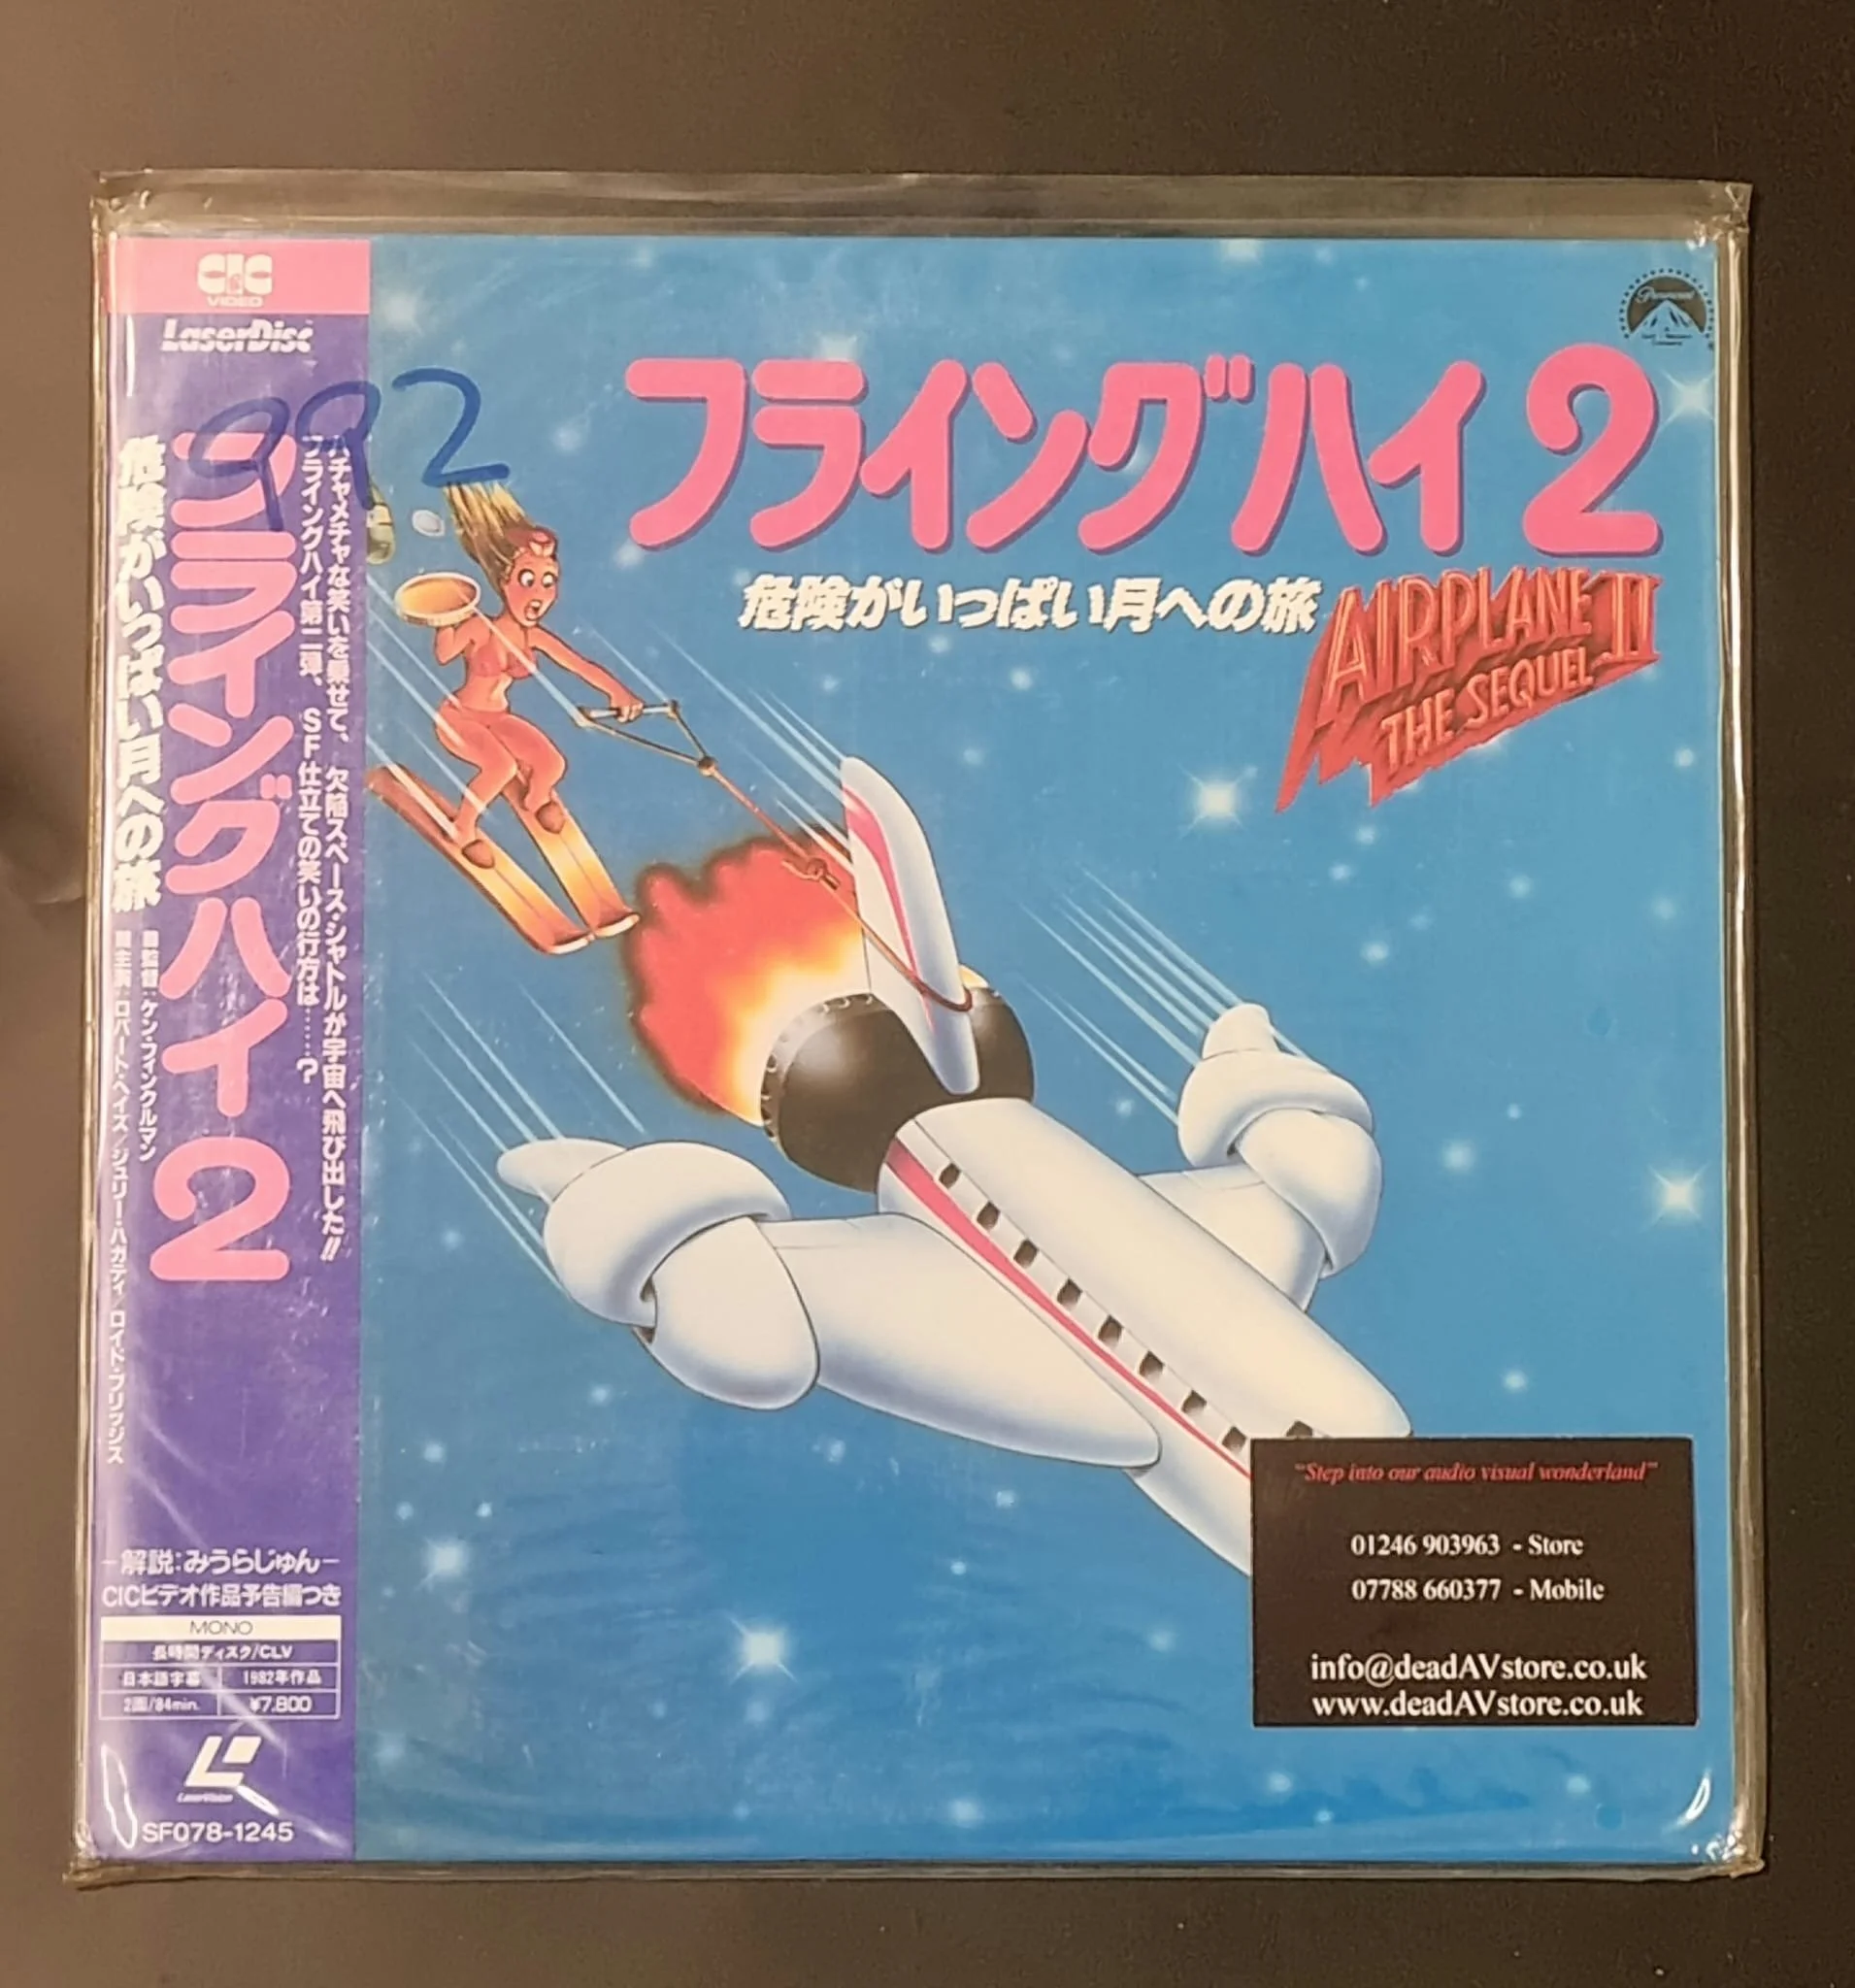 CIC
VIDEO
LaserDisc
992
ハチャメチャな笑いを乗せて、欠陥スペース・シャトルが宇宙へ飛び出した!!
フライングハイ第二弾、SF仕立ての笑いの行方は……?
フライングハイ2
危険がいっぱい月への旅
■監督:ケン・フィンクルマン
■主演:ロバート・ヘイズ/ジュリー・ハガティ/ロイド・ブリッジス
-解説:みうらじゅん-
CICビデオ作品予告編つき
MONO
長時間ディスク/CLV
日本語字幕 1982年作品
2面/84min. ¥7,800
LaserVision
SF078-1245
Paramount
フライングハイ2
危険がいっぱい月への旅
AIRPLANE II
THE SEQUEL
"Step into our audio visual wonderland"
01246 903963 - Store
07788 660377 - Mobile
info@deadAVstore.co.uk
www.deadAVstore.co.uk